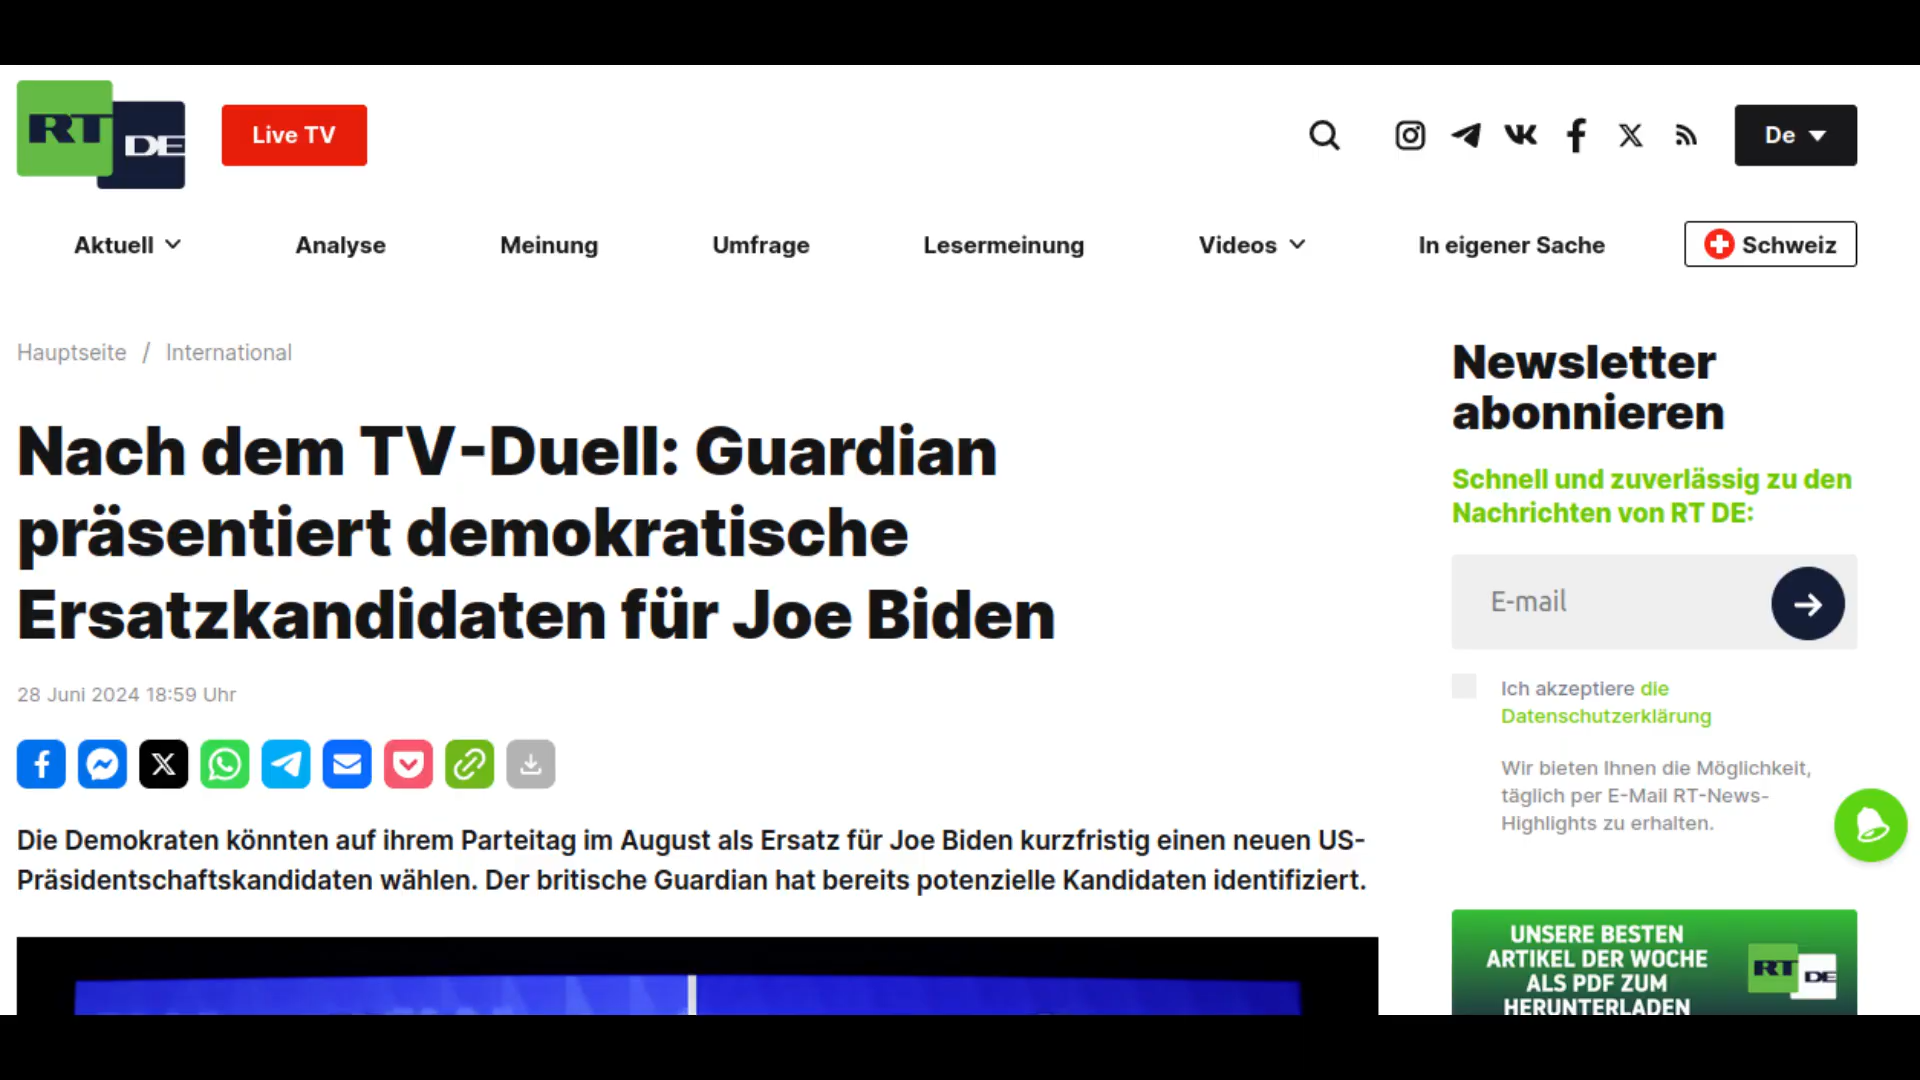 RT DE
Live TV
De
Aktuell
Analyse
Meinung
Umfrage
Lesermeinung
Videos
In eigener Sache
Schweiz
Hauptseite / International
Nach dem TV-Duell: Guardian
präsentiert demokratische
Ersatzkandidaten für Joe Biden
28 Juni 2024 18:59 Uhr
Die Demokraten könnten auf ihrem Parteitag im August als Ersatz für Joe Biden kurzfristig einen neuen US-
Präsidentschaftskandidaten wählen. Der britische Guardian hat bereits potenzielle Kandidaten identifiziert.
Newsletter
abonnieren
Schnell und zuverlässig zu den
Nachrichten von RT DE:
E-mail
Ich akzeptiere die
Datenschutzerklärung
Wir bieten Ihnen die Möglichkeit,
täglich per E-Mail RT-News-
Highlights zu erhalten.
UNSERE BESTEN
ARTIKEL DER WOCHE
ALS PDF ZUM
HERUNTERLADEN
RT DE